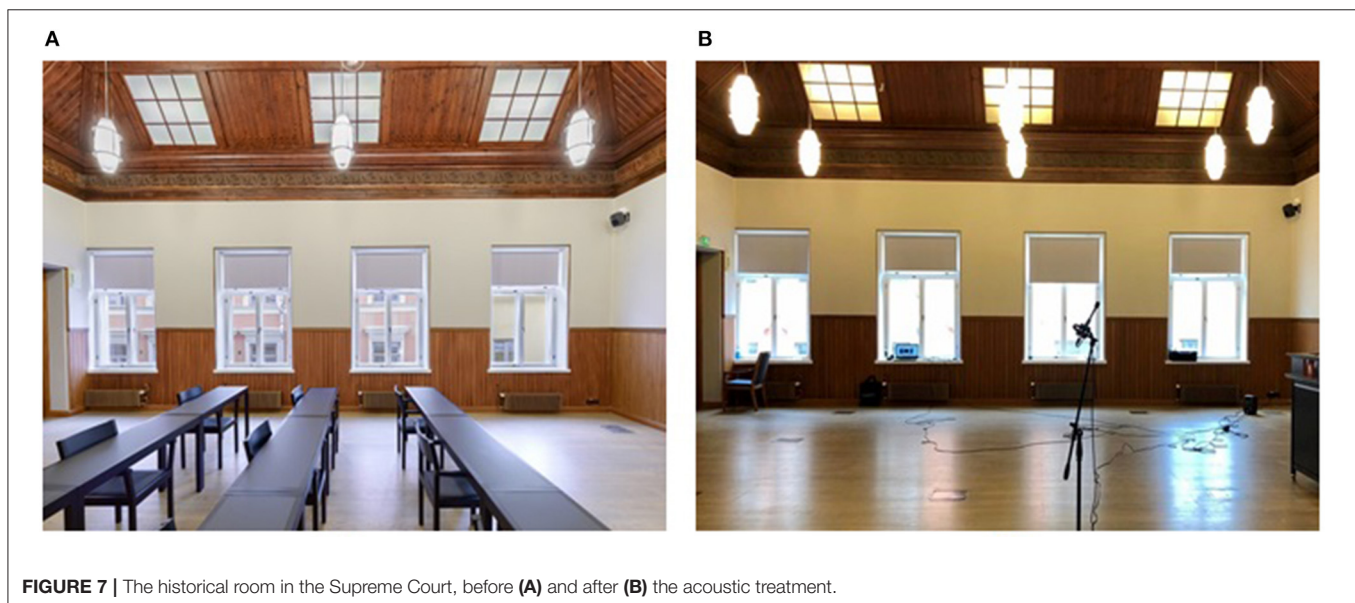 A
B
FIGURE 7 | The historical room in the Supreme Court, before (A) and after (B) the acoustic treatment.